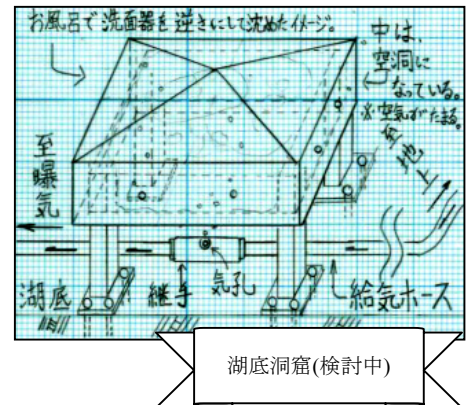 お風呂で洗面器を逆さにして沈めたイメージ。
中は、
空洞に
なっている。
※空気がたまる。
至地上
至曝気
湖底
継手
気孔
給気ホース
湖底洞窟(検討中)